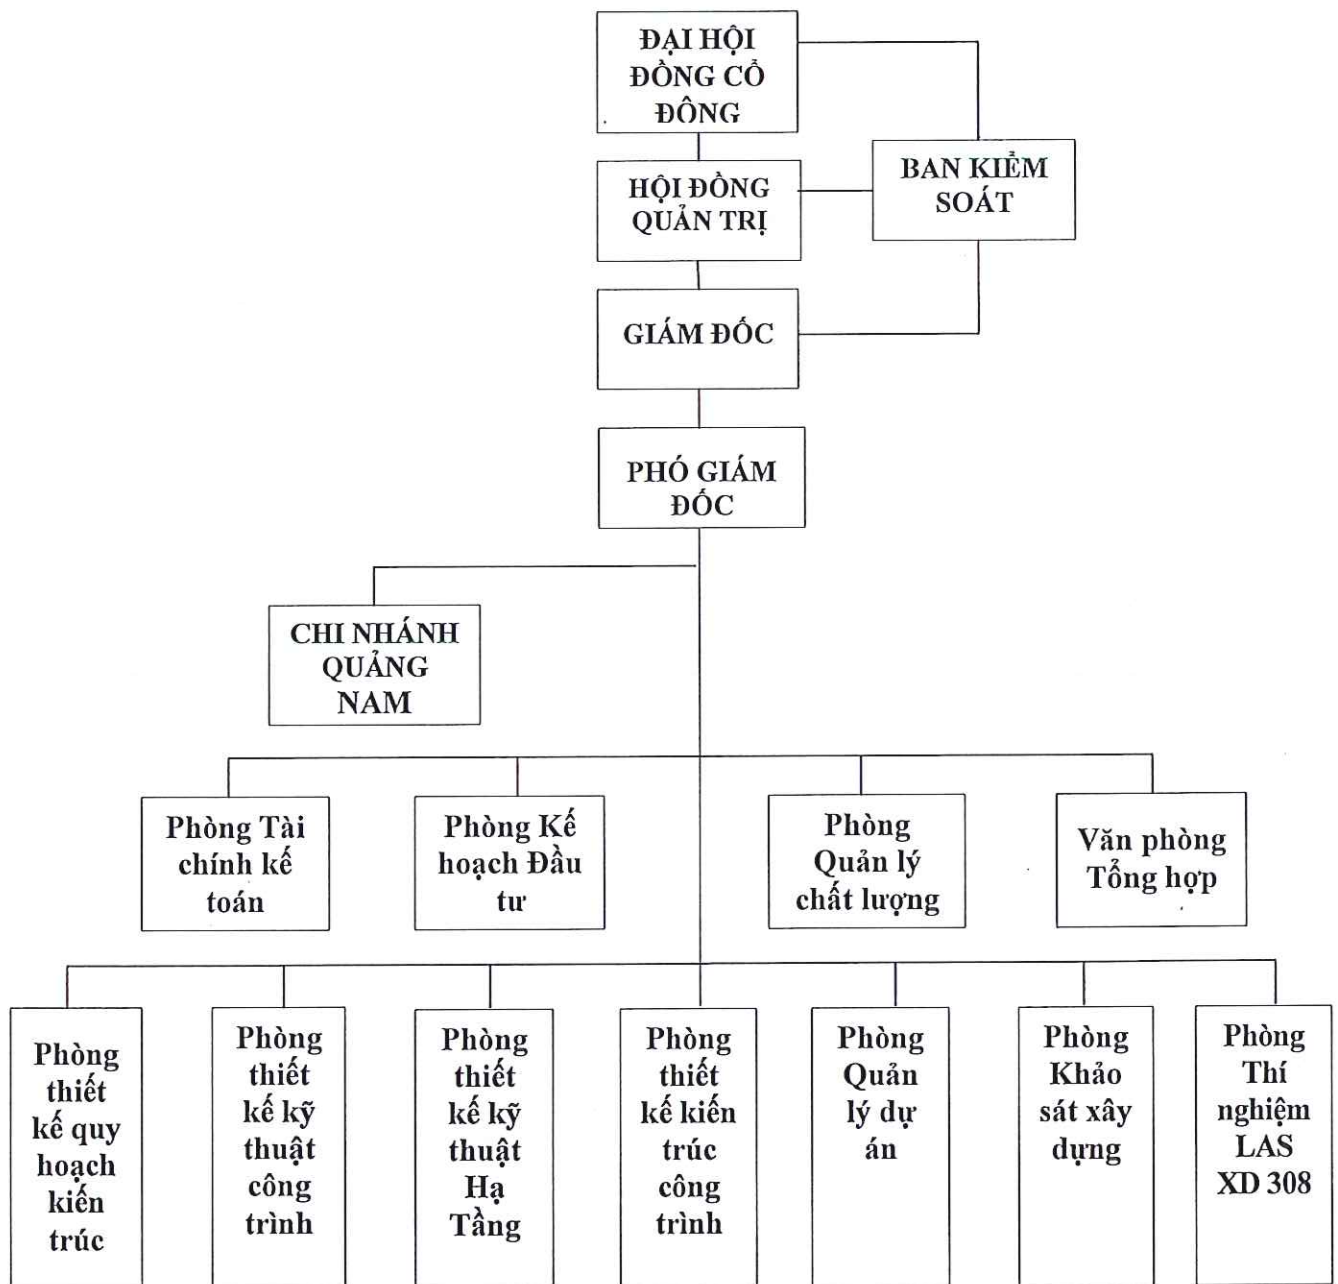 ĐẠI HỘI
ĐỒNG CỔ
ĐÔNG
HỘI ĐỒNG
QUẢN TRỊ
BAN KIỂM
SOÁT
GIÁM ĐỐC
PHÓ GIÁM
ĐỐC
CHI NHÁNH
QUẢNG
NAM
Phòng Tài
chính kế
toán
Phòng Kế
hoạch Đầu
tư
Phòng
Quản lý
chất lượng
Văn phòng
Tổng hợp
Phòng
thiết
kế quy
hoạch
kiến
trúc
Phòng
thiết
kế kỹ
thuật
công
trình
Phòng
thiết
kế kỹ
thuật
Hạ
Tầng
Phòng
thiết
kế kiến
trúc
công
trình
Phòng
Quản
lý dự
án
Phòng
Khảo
sát xây
dựng
Phòng
Thí
nghiệm
LAS
XD 308